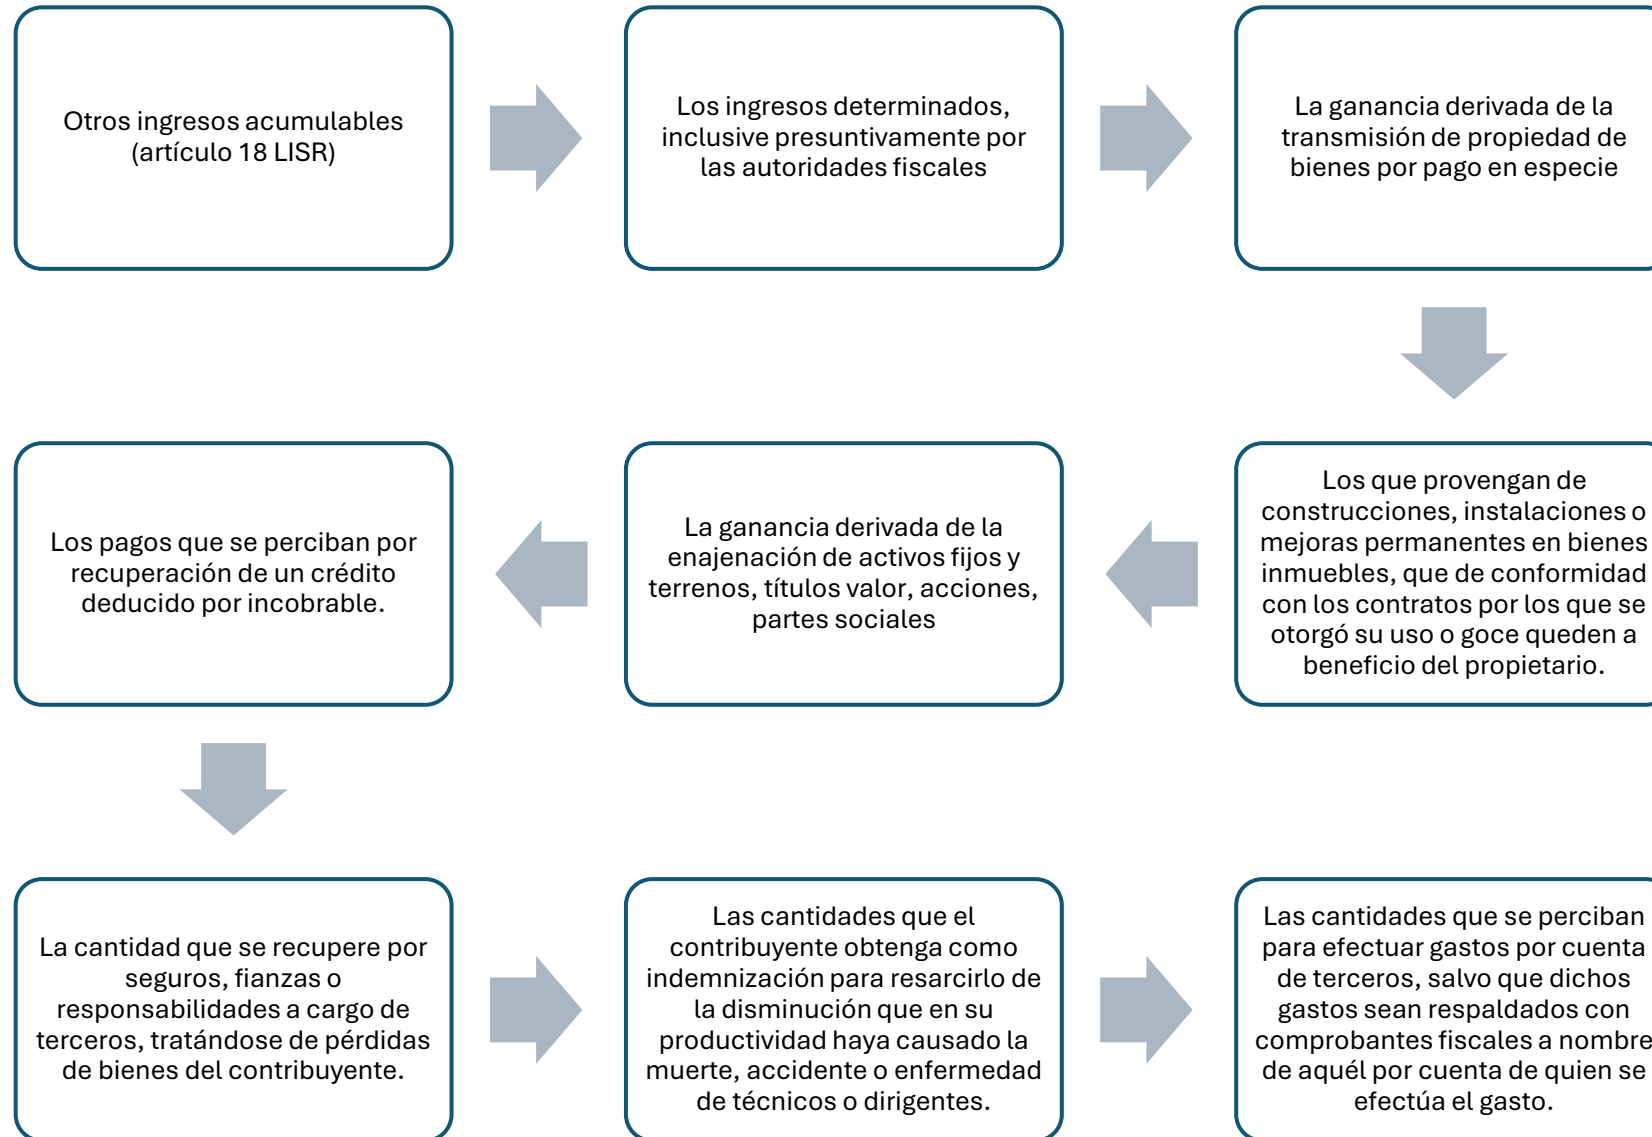 Otros ingresos acumulables
(artículo 18 LISR)
Los ingresos determinados,
inclusive presuntivamente por
las autoridades fiscales
La ganancia derivada de la
transmisión de propiedad de
bienes por pago en especie
Los que provengan de
construcciones, instalaciones o
mejoras permanentes en bienes
inmuebles, que de conformidad
con los contratos por los que se
otorgó su uso o goce queden a
beneficio del propietario.
La ganancia derivada de la
enajenación de activos fijos y
terrenos, títulos valor, acciones,
partes sociales
Los pagos que se perciban por
recuperación de un crédito
deducido por incobrable.
La cantidad que se recupere por
seguros, fianzas o
responsabilidades a cargo de
terceros, tratándose de pérdidas
de bienes del contribuyente.
Las cantidades que el
contribuyente obtenga como
indemnización para resarcirlo de
la disminución que en su
productividad haya causado la
muerte, accidente o enfermedad
de técnicos o dirigentes.
Las cantidades que se perciban
para efectuar gastos por cuenta
de terceros, salvo que dichos
gastos sean respaldados con
comprobantes fiscales a nombre
de aquél por cuenta de quien se
efectúa el gasto.